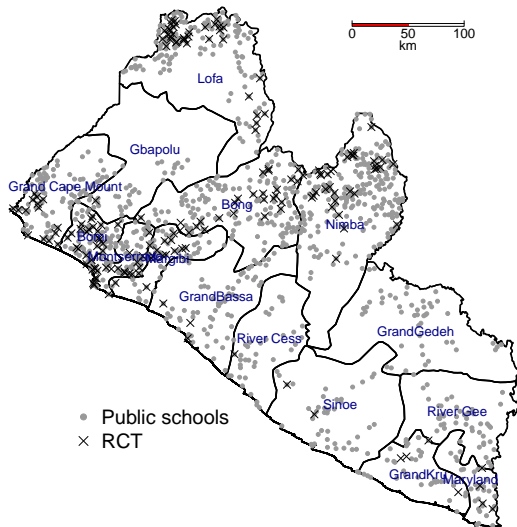 0 50 100
km
Lofa
Gbapolu
Grand Cape Mount
Bong
Nimba
Bomi
Montserrado
Margibi
GrandBassa
River Cess
GrandGedeh
Sinoe
River Gee
GrandKru
Maryland
Public schools
RCT